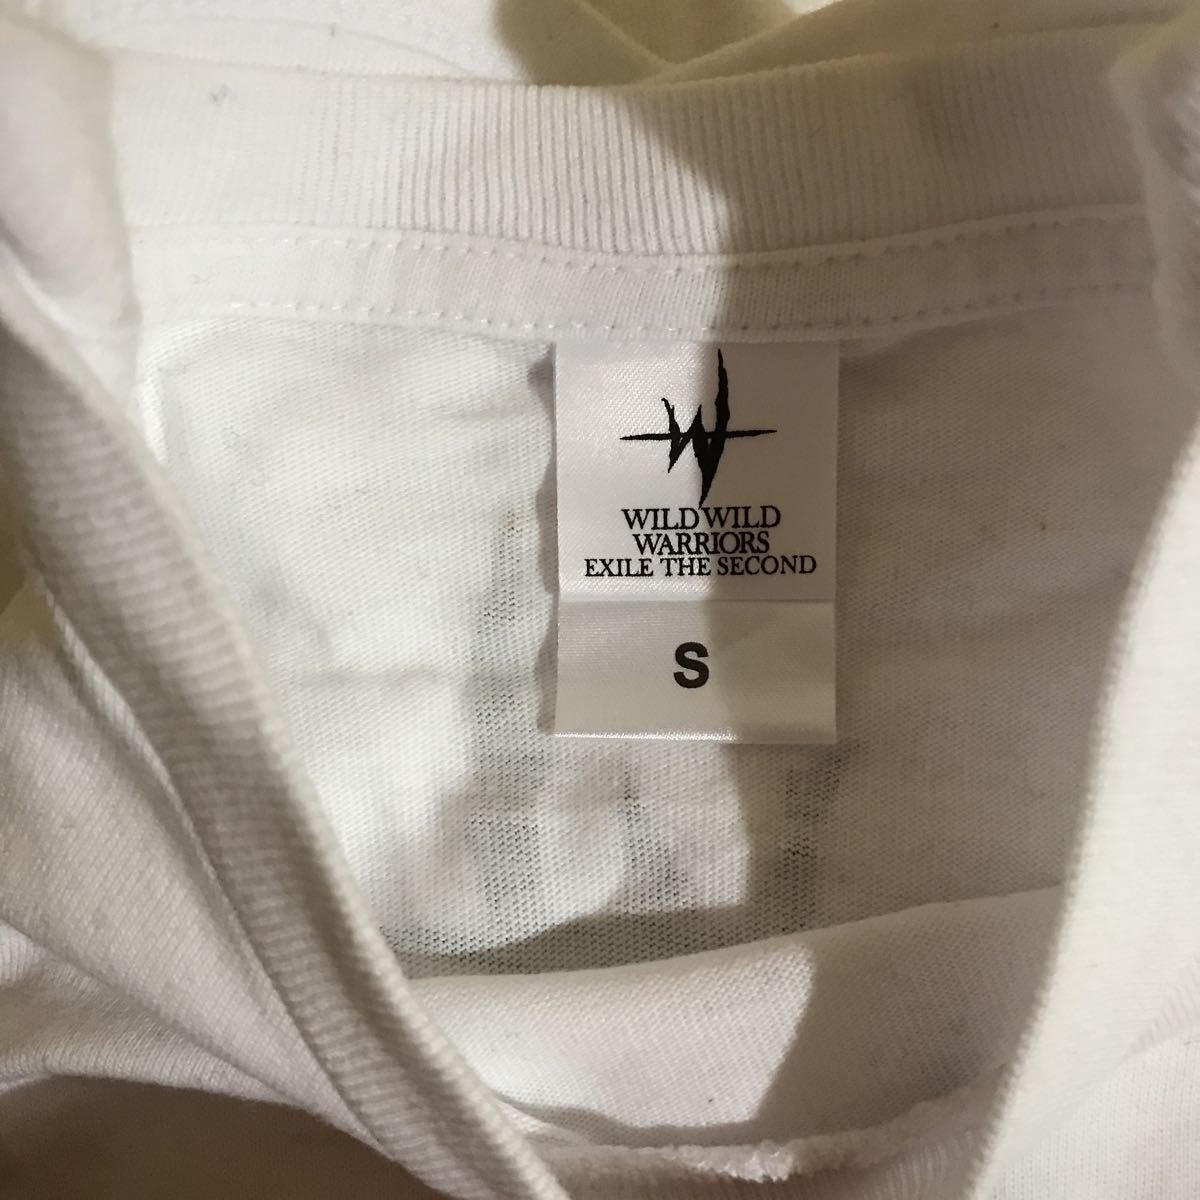 W
WILD WILD
WARRIORS
EXILE THE SECOND
S